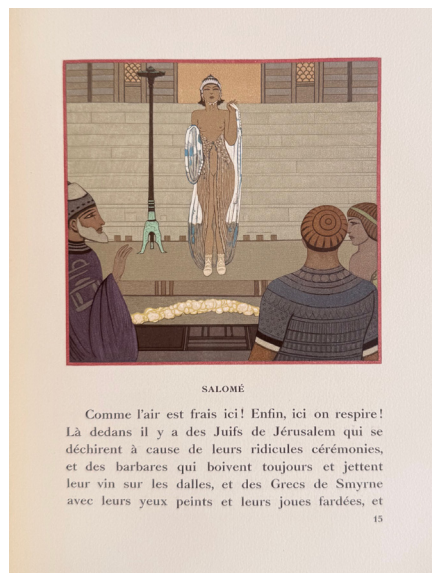 SALOMÉ
Comme l'air est frais ici! Enfin, ici on respire!
Là dedans il y a des Juifs de Jérusalem qui se
déchirent à cause de leurs ridicules cérémonies,
et des barbares qui boivent toujours et jettent
leur vin sur les dalles, et des Grecs de Smyrne
avec leurs yeux peints et leurs joues fardées, et
15